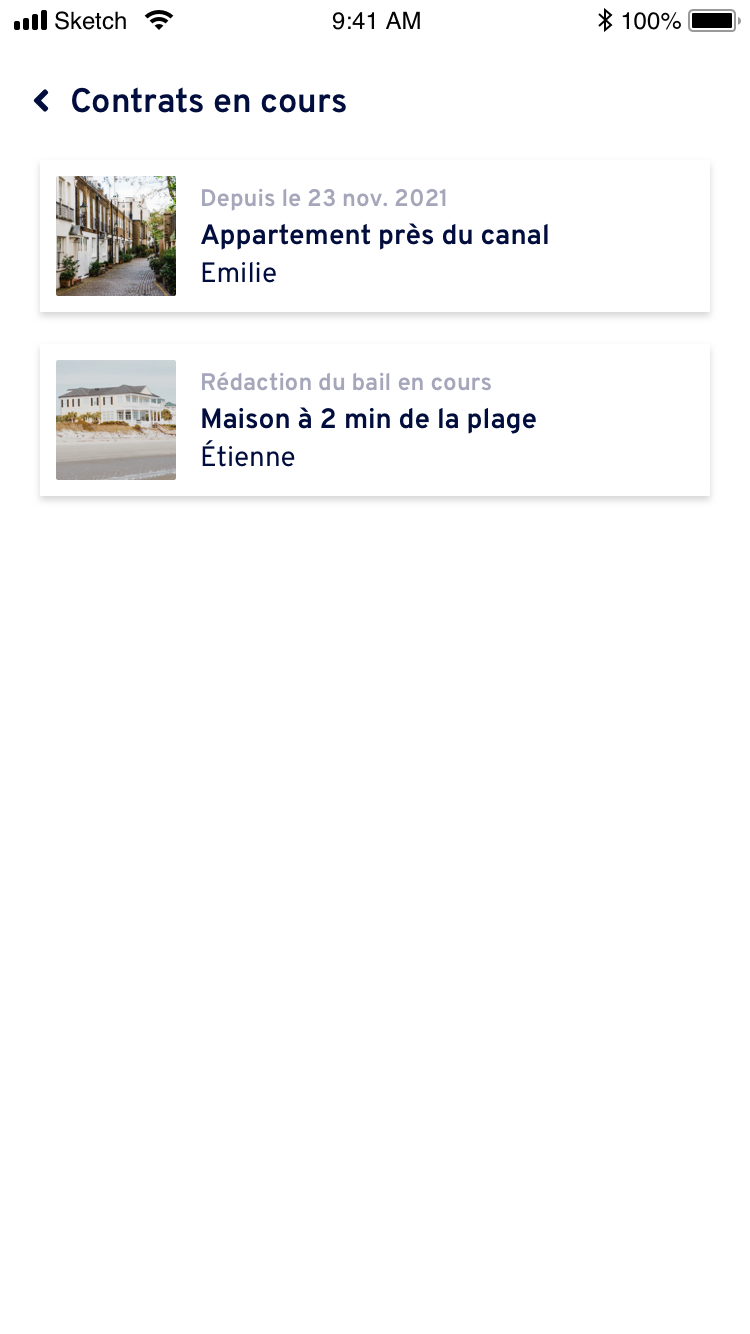 Sketch 9:41 AM 100%
Contrats en cours
Depuis le 23 nov. 2021
Appartement près du canal
Emilie
Rédaction du bail en cours
Maison à 2 min de la plage
Étienne